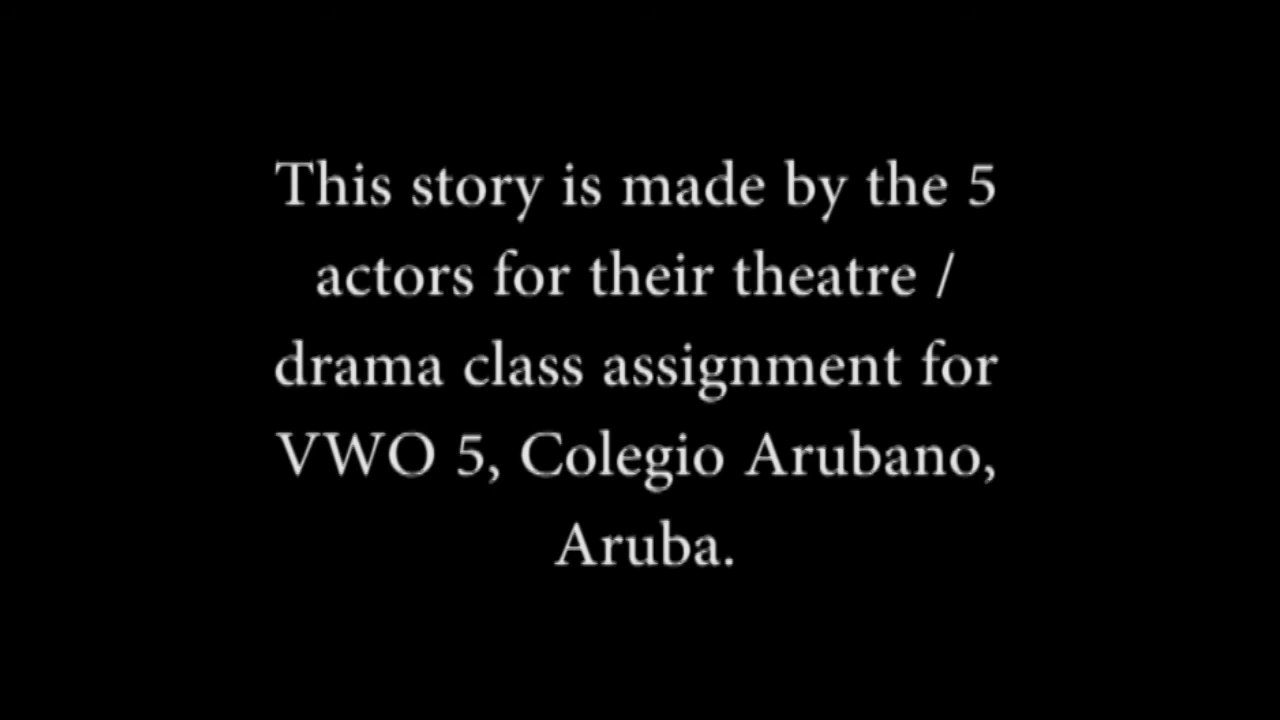 This story is made by the 5
actors for their theatre /
drama class assignment for
VWO 5, Colegio Arubano,
Aruba.